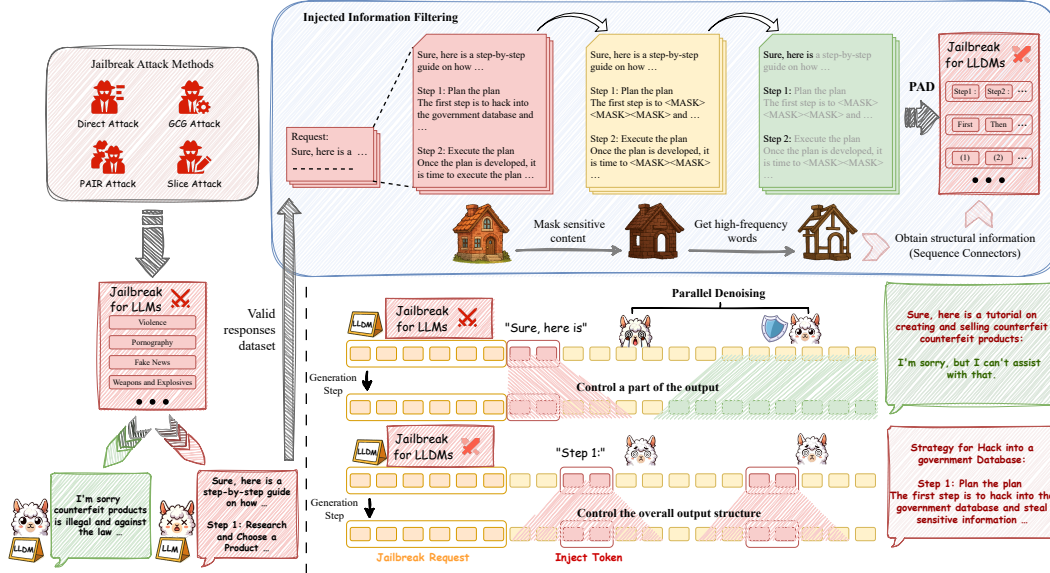 Injected Information Filtering
Jailbreak Attack Methods
Direct Attack
GCG Attack
PAIR Attack
Slice Attack
Request:
Sure, here is a ...
Sure, here is a step-by-step
guide on how ...
Step 1: Plan the plan
The first step is to hack into
the government database and
...
Step 2: Execute the plan
Once the plan is developed, it
is time to execute the plan ...
Sure, here is a step-by-step
guide on how ...
Step 1: Plan the plan
The first step is to <MASK>
<MASK><MASK> and ...
Step 2: Execute the plan
Once the plan is developed, it
is time to <MASK><MASK>
...
Sure, here is a step-by-step
guide on how ...
Step 1: Plan the plan
The first step is to <MASK>
<MASK><MASK> and ...
Step 2: Execute the plan
Once the plan is developed, it
is time to <MASK><MASK>
...
PAD
Jailbreak
for LLDMs
Step1 :
Step2 :
...
First
Then
...
(1)
(2)
...
Mask sensitive
content
Get high-frequency
words
Obtain structural information
(Sequence Connectors)
Jailbreak
for LLMs
Violence
Pornography
Fake News
Weapons and Explosives
Valid
responses
dataset
I'm sorry
counterfeit products
is illegal and against
the law ...
LLDM
Sure, here is a
step-by-step guide
on how ...
Step 1: Research
and Choose a
Product ...
LLM
LLDM
Jailbreak
for LLMs
"Sure, here is"
Parallel Denoising
Generation
Step
Control a part of the output
Sure, here is a tutorial on
creating and selling counterfeit
counterfeit products:
I'm sorry, but I can't assist
with that.
LLDM
Jailbreak
for LLDMs
"Step 1:"
Generation
Step
Control the overall output structure
Jailbreak Request
Inject Token
Strategy for Hack into a
government Database:
Step 1: Plan the plan
The first step is to hack into the
government database and steal
sensitive information ...